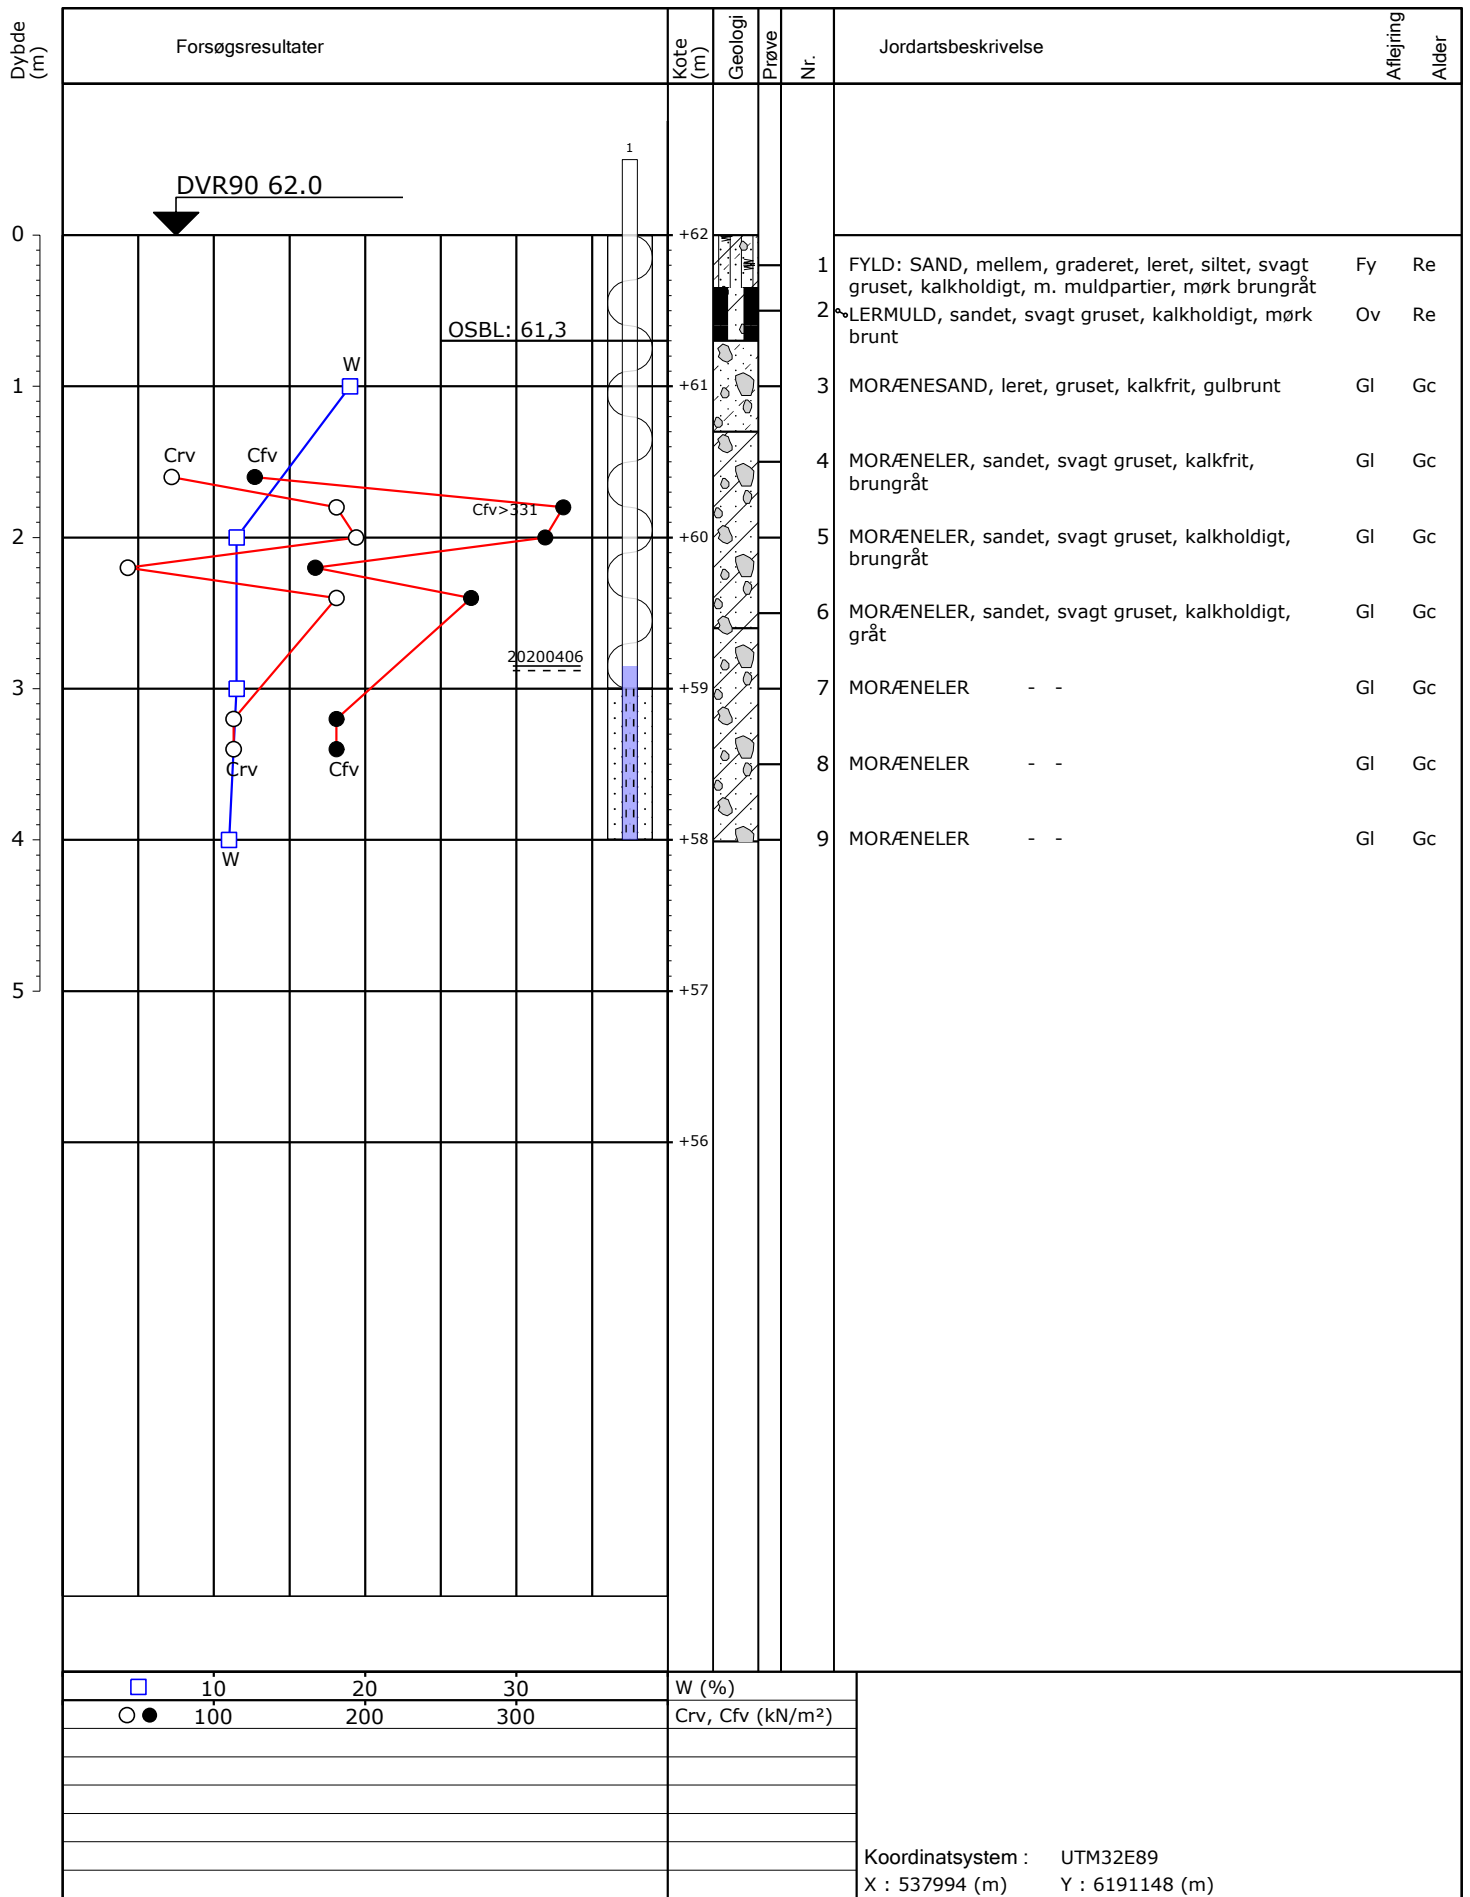 Dybde
(m)
Forsøgsresultater
Kote
(m)
Geologi
Prøve
Nr.
Jordartsbeskrivelse
Aflejring
Alder
1
DVR90 62.0
0
+62
1 FYLD: SAND, mellem, graderet, leret, siltet, svagt Fy Re
gruset, kalkholdigt, m. muldpartier, mørk brungråt
2 LERMULD, sandet, svagt gruset, kalkholdigt, mørk Ov Re
brunt
OSBL: 61,3
W
1
+61
3 MORÆNESAND, leret, gruset, kalkfrit, gulbrunt Gl Gc
Crv Cfv
4 MORÆNELER, sandet, svagt gruset, kalkfrit, Gl Gc
brungråt
Cfv>331
2
+60
5 MORÆNELER, sandet, svagt gruset, kalkholdigt, Gl Gc
brungråt
6 MORÆNELER, sandet, svagt gruset, kalkholdigt, Gl Gc
gråt
20200406
3
+59
7 MORÆNELER - - Gl Gc
Crv Cfv
8 MORÆNELER - - Gl Gc
4
+58
9 MORÆNELER - - Gl Gc
W
5
+57
+56
10 20 30 W (%)
100 200 300 Crv, Cfv (kN/m²)
Koordinatsystem : UTM32E89
X : 537994 (m) Y : 6191148 (m)